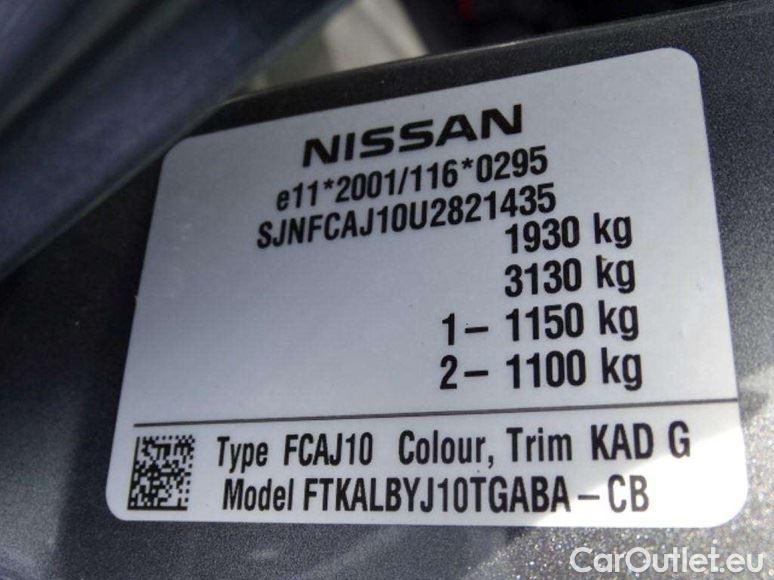 NISSAN
e11*2001/116*0295
SJNFCAJ10U2821435
1930 kg
3130 kg
1 – 1150 kg
2 – 1100 kg
Type FCAJ10 Colour, Trim KAD G
Model FTKALBYJ10TGABA – CB
CarOutlet.eu